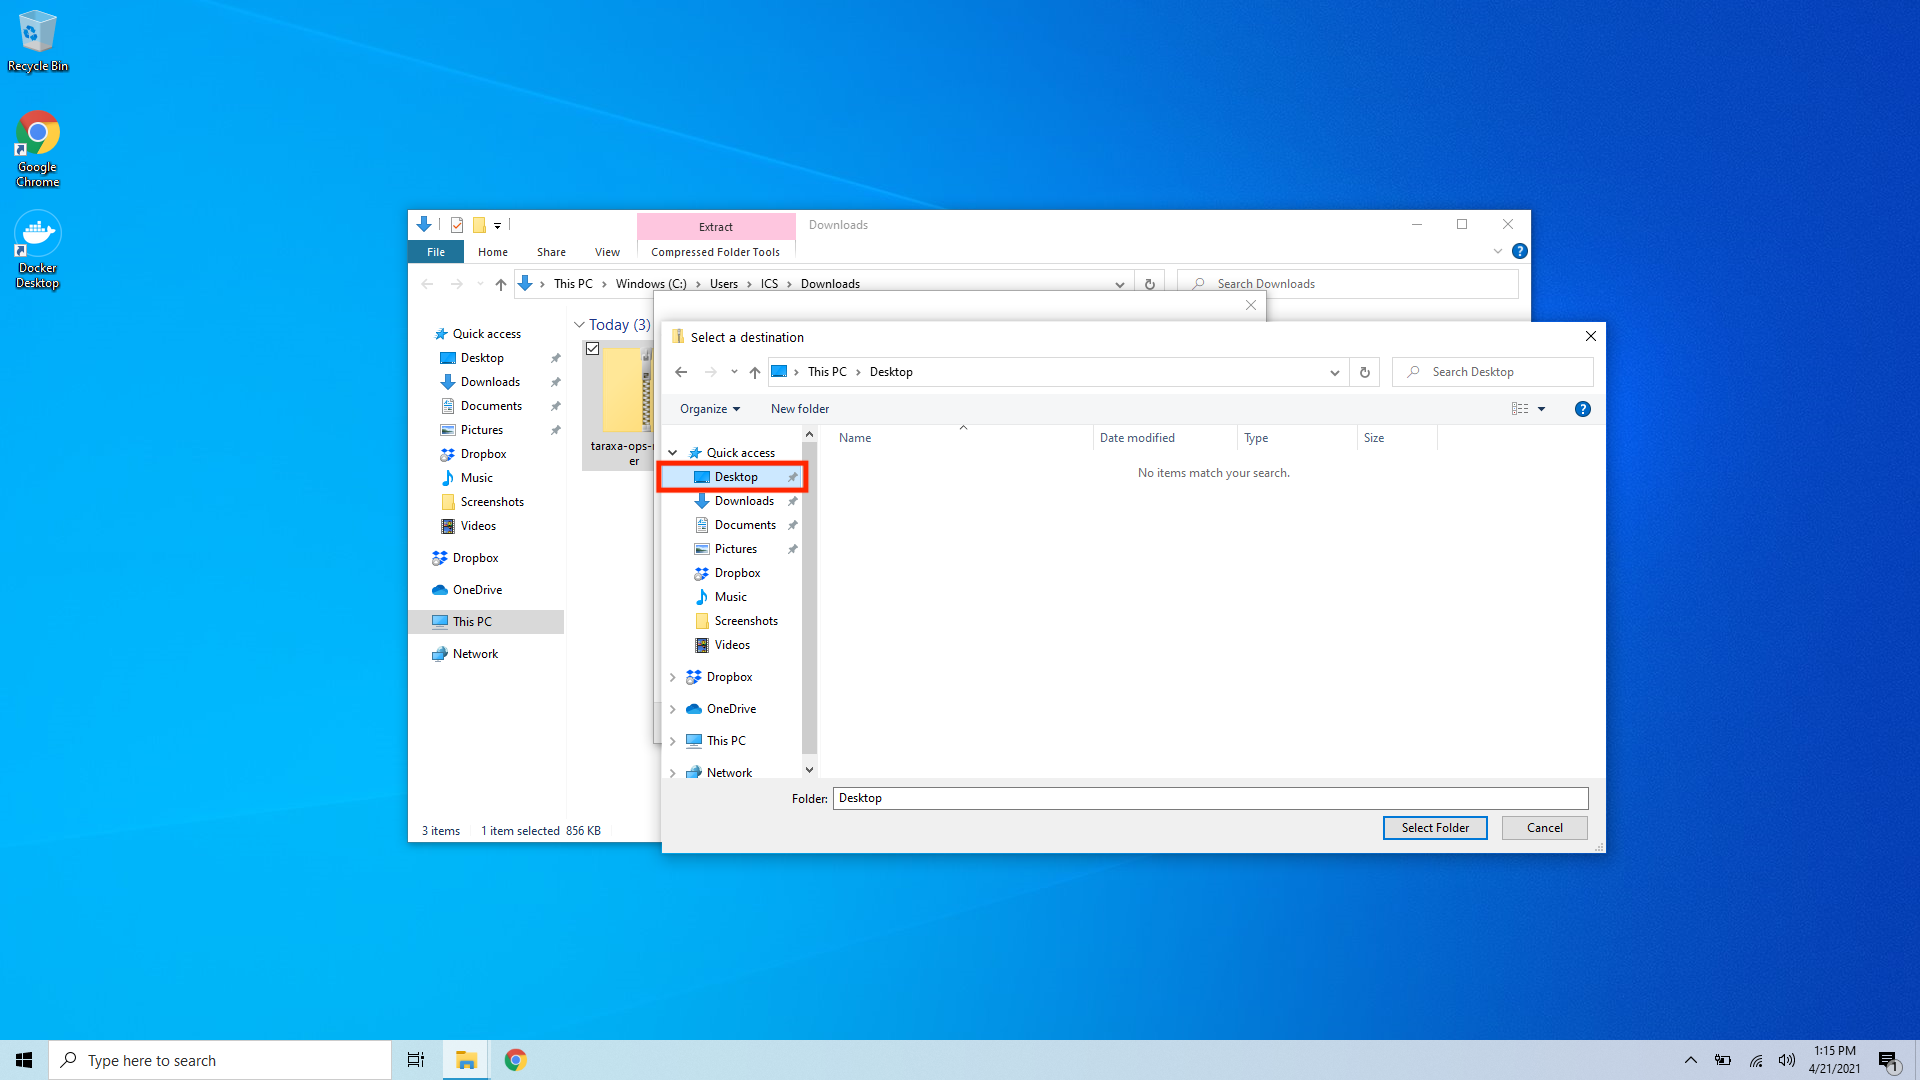 Recycle Bin
Google
Chrome
Docker
Desktop
Extract
Downloads
File
Home
Share
View
Compressed Folder Tools
?
This PC
Windows (C:)
Users
ICS
Downloads
Search Downloads
Quick access
Desktop
Downloads
Documents
Pictures
Dropbox
Music
Screenshots
Videos
Dropbox
OneDrive
This PC
Network
Today (3)
taraxa-ops-
er
3 items
1 item selected 856 KB
Select a destination
This PC
Desktop
Search Desktop
Organize
New folder
?
Name
Date modified
Type
Size
No items match your search.
Quick access
Desktop
Downloads
Documents
Pictures
Dropbox
Music
Screenshots
Videos
Dropbox
OneDrive
This PC
Network
Folder:
Desktop
Select Folder
Cancel
Type here to search
1:15 PM
4/21/2021
1